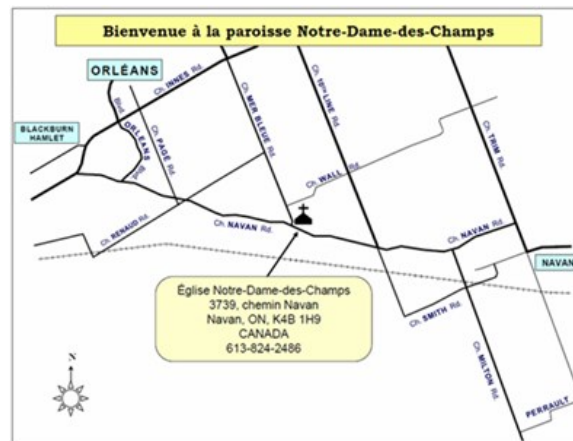 Bienvenue à la paroisse Notre-Dame-des-Champs
ORLÉANS
Ch. INNES Rd.
BLACKBURN
HAMLET
Blvd. ORLEANS Blvd.
Ch. PAGÉ Rd.
Ch. MER BLEUE Rd.
Ch. 10TH LINE Rd.
Ch. TRIM Rd.
Ch. WALL Rd.
Ch. RENAUD Rd.
Ch. NAVAN Rd.
Ch. NAVAN Rd.
NAVAN
Église Notre-Dame-des-Champs
3739, chemin Navan
Navan, ON, K4B 1H9
CANADA
613-824-2486
Ch. SMITH Rd.
Ch. MILTON Rd.
PERRAULT
N